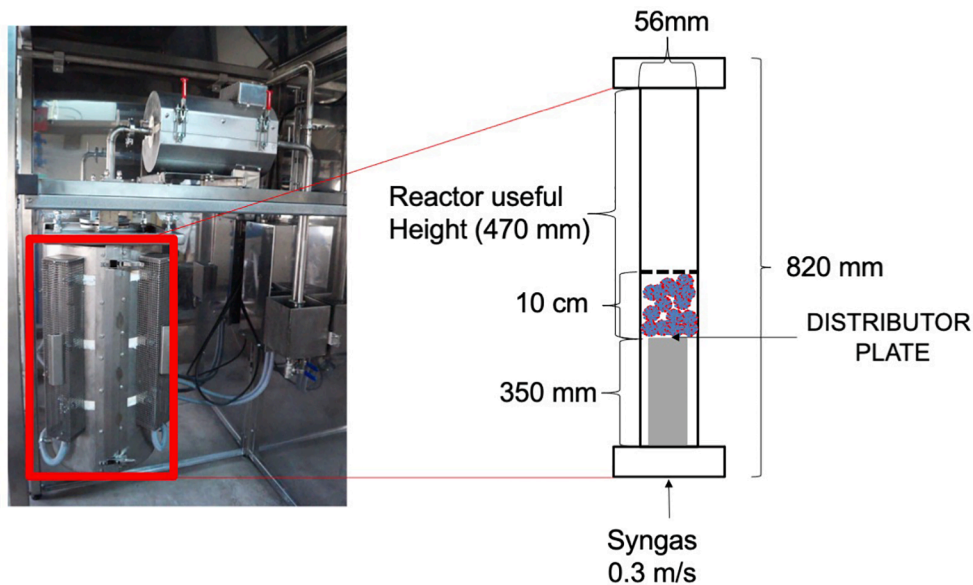 56mm
Reactor useful
Height (470 mm)
820 mm
10 cm
DISTRIBUTOR
PLATE
350 mm
Syngas
0.3 m/s